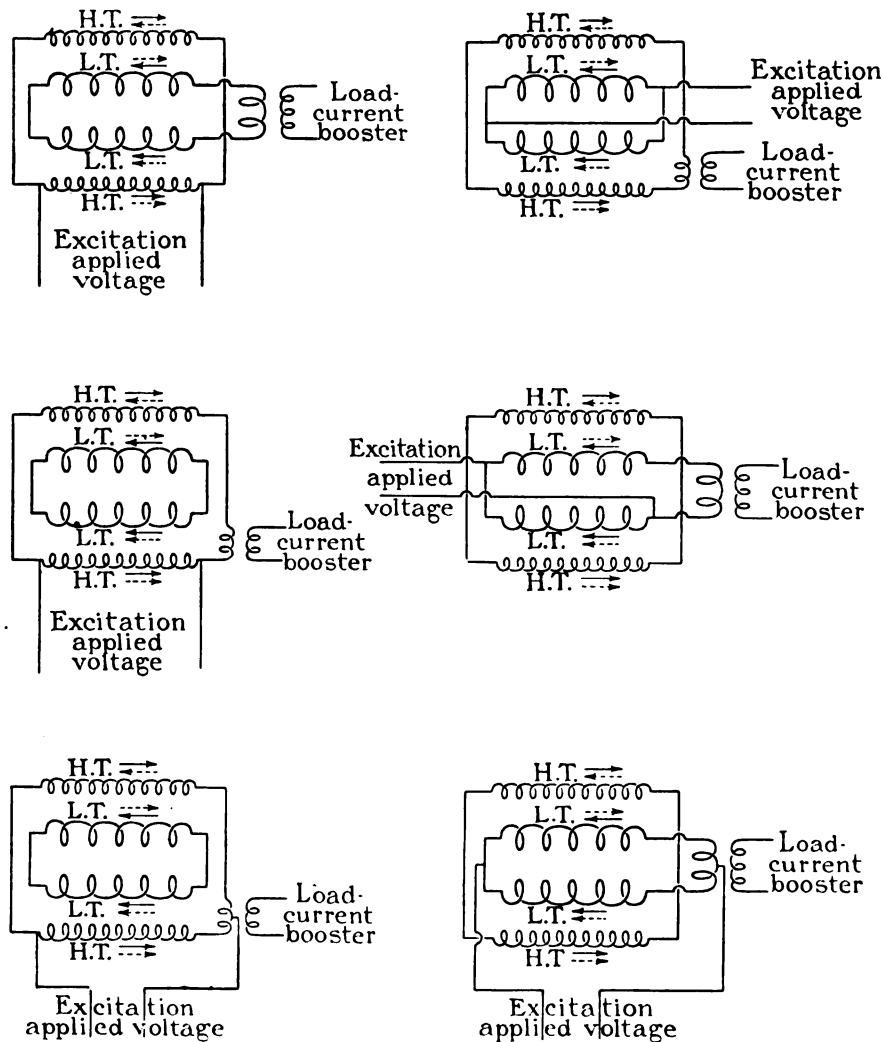 H.T.
L.T.
Load-
current
booster
L.T.
H.T.
Excitation
applied
voltage
H.T.
L.T.
Excitation
applied
voltage
Load-
current
booster
L.T.
H.T.
H.T.
L.T.
Load-
current
booster
L.T.
H.T.
Excitation
applied
voltage
H.T.
Excitation
L.T.
applied
voltage
Load-
current
booster
L.T.
H.T.
H.T.
L.T.
Load-
current
booster
L.T.
H.T.
Excitation
applied voltage
H.T.
L.T.
Load-
current
booster
L.T.
H.T
Excitation
applied voltage